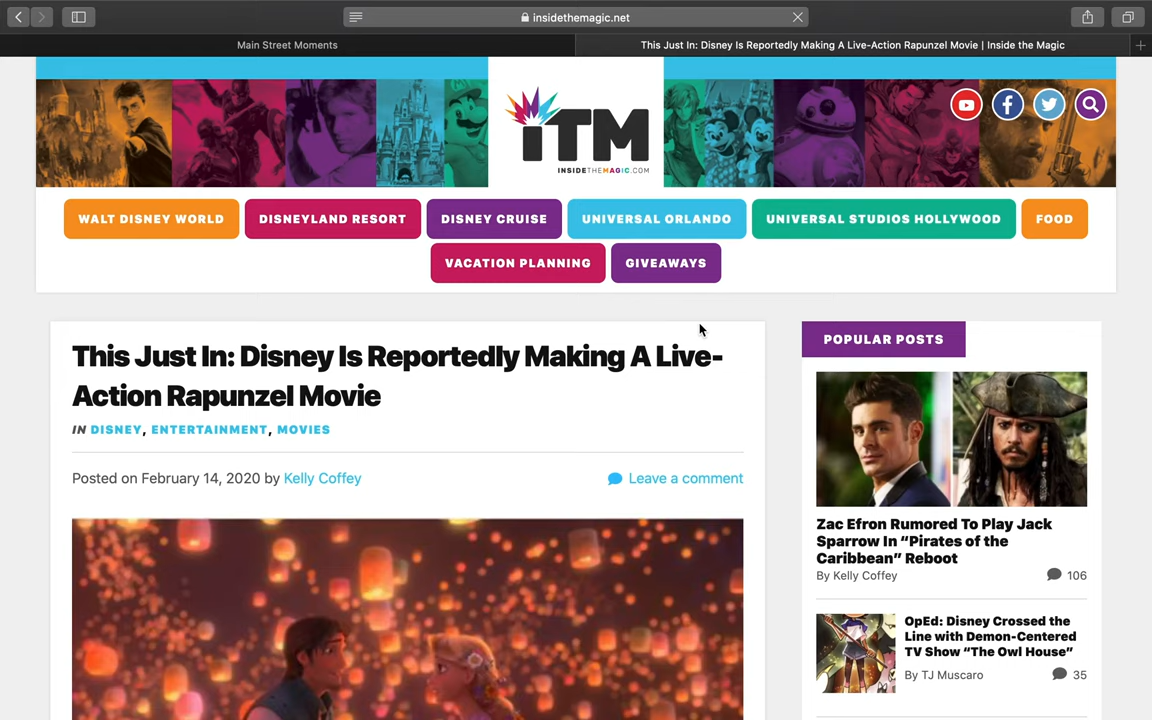 insidethemagic.net
Main Street Moments
This Just In: Disney Is Reportedly Making A Live-Action Rapunzel Movie | Inside the Magic
iTM
INSIDETHEMAGIC.COM
WALT DISNEY WORLD
DISNEYLAND RESORT
DISNEY CRUISE
UNIVERSAL ORLANDO
UNIVERSAL STUDIOS HOLLYWOOD
FOOD
VACATION PLANNING
GIVEAWAYS
This Just In: Disney Is Reportedly Making A Live-
Action Rapunzel Movie
IN DISNEY, ENTERTAINMENT, MOVIES
Posted on February 14, 2020 by Kelly Coffey
Leave a comment
POPULAR POSTS
Zac Efron Rumored To Play Jack
Sparrow In “Pirates of the
Caribbean” Reboot
By Kelly Coffey
106
OpEd: Disney Crossed the
Line with Demon-Centered
TV Show “The Owl House”
By TJ Muscaro
35